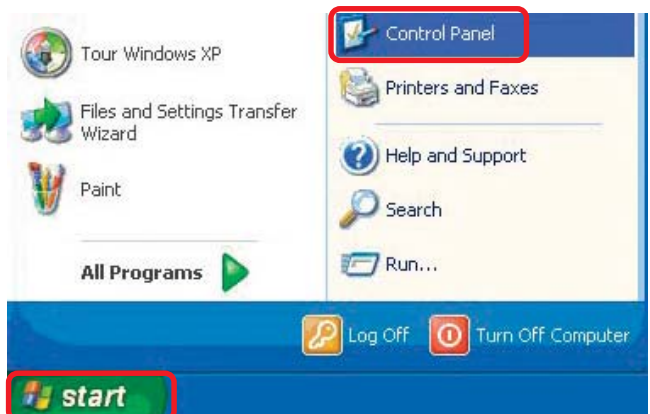 Tour Windows XP
Files and Settings Transfer
Wizard
Paint
All Programs
Control Panel
Printers and Faxes
Help and Support
Search
Run...
Log Off
Turn Off Computer
start